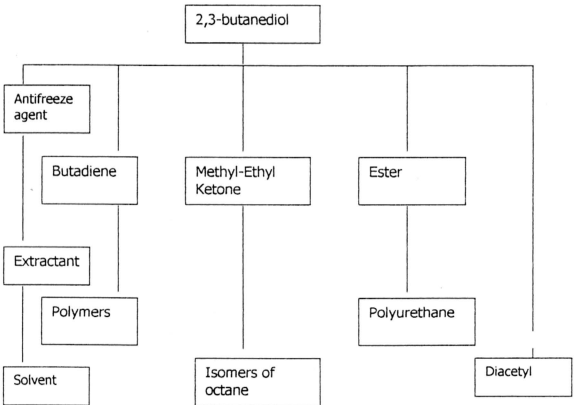 2,3-butanediol
Antifreeze
agent
Butadiene
Methyl-Ethyl
Ketone
Ester
Extractant
Polymers
Polyurethane
Solvent
Isomers of
octane
Diacetyl